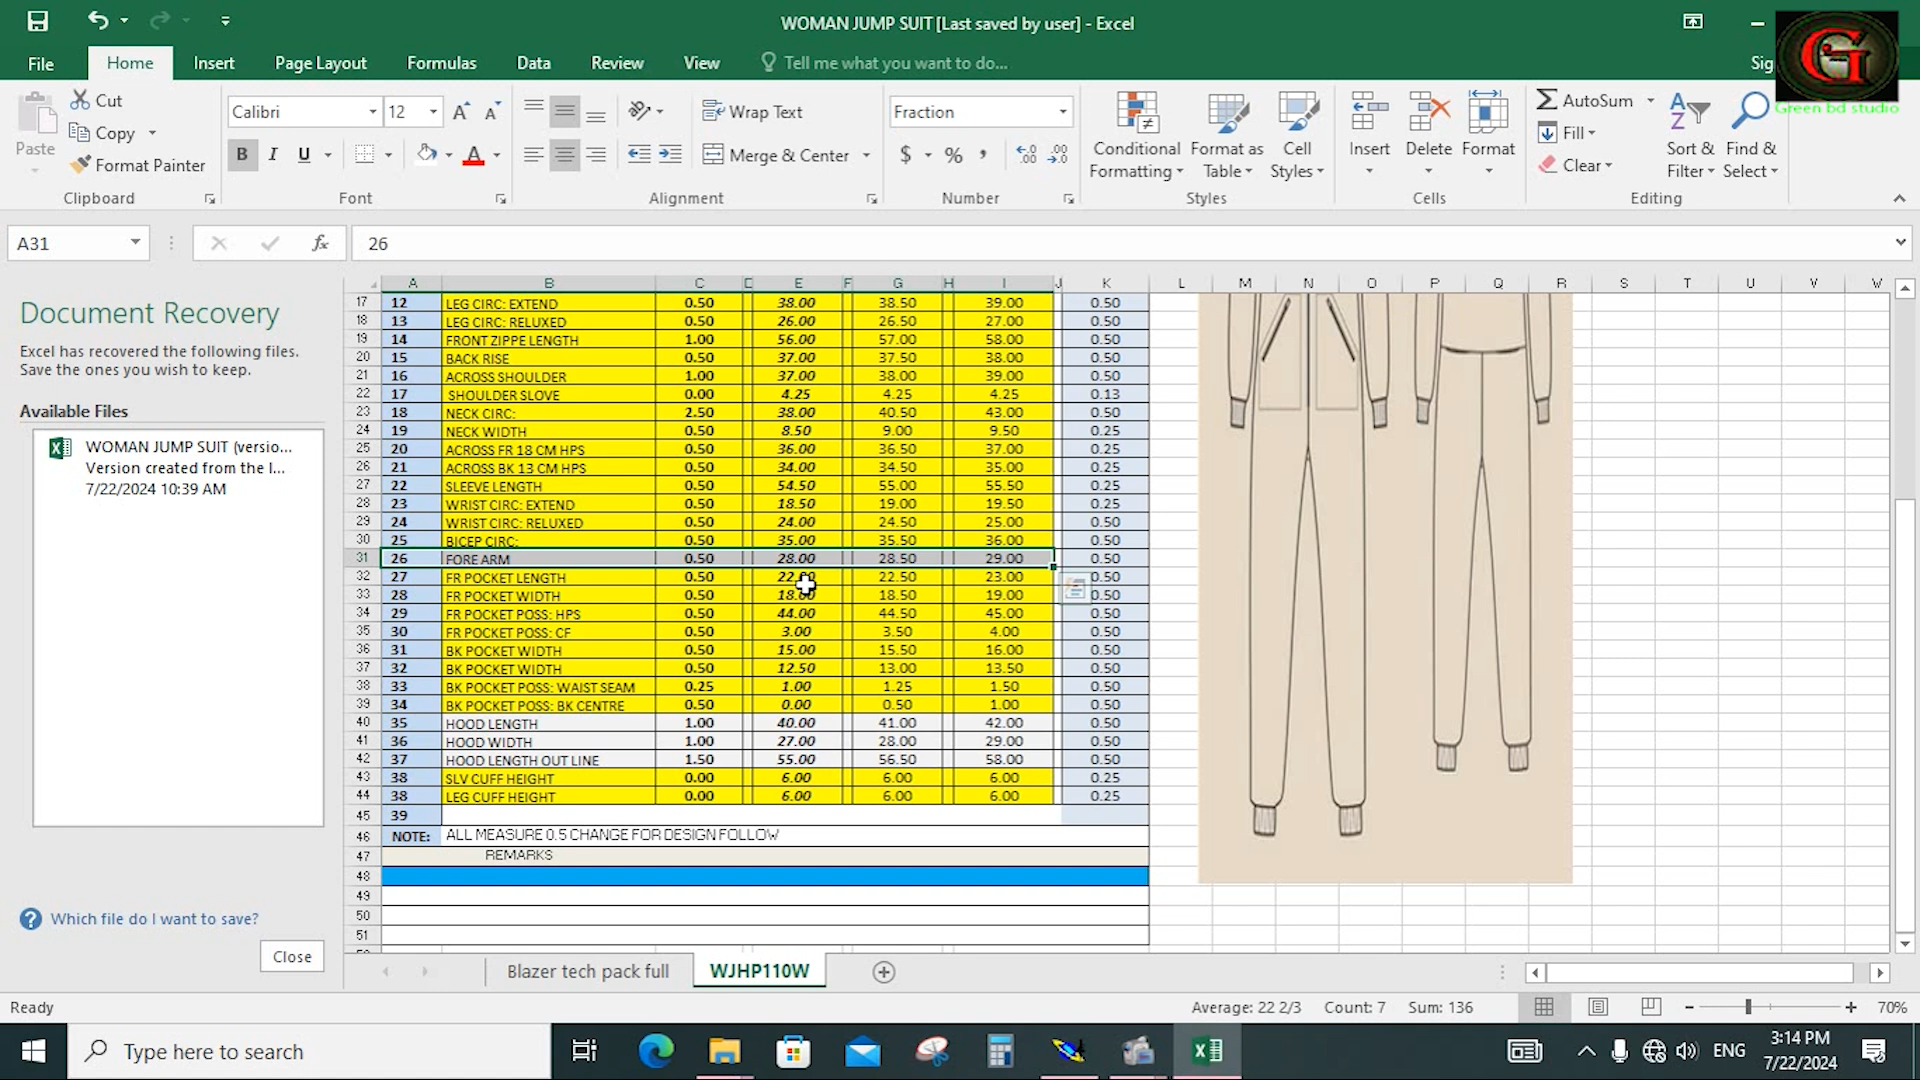 WOMAN JUMP SUIT [Last saved by user] - Excel
File Home Insert Page Layout Formulas Data Review View Tell me what you want to do... Sig
G
Green bd studio
Paste
Cut
Copy
Format Painter
Clipboard
Calibri 12
B I U
Font
Wrap Text
Merge & Center
Alignment
Fraction
$ % ,
Number
Conditional Formatting
Format as Table
Cell Styles
Styles
Insert Delete Format
Cells
AutoSum
Fill
Clear
Sort & Filter
Find & Select
Editing
A31 fx 26
Document Recovery
Excel has recovered the following files.
Save the ones you wish to keep.
Available Files
WOMAN JUMP SUIT (versio...
Version created from the l...
7/22/2024 10:39 AM
Which file do I want to save?
Close
A B C D E F G H I J K L M N O P Q R S T U V W
17 12 LEG CIRC: EXTEND 0.50 38.00 38.50 39.00 0.50
18 13 LEG CIRC: RELUXED 0.50 26.00 26.50 27.00 0.50
19 14 FRONT ZIPPE LENGTH 1.00 56.00 57.00 58.00 0.50
20 15 BACK RISE 0.50 37.00 37.50 38.00 0.50
21 16 ACROSS SHOULDER 1.00 37.00 38.00 39.00 0.50
22 17 SHOULDER SLOVE 0.00 4.25 4.25 4.25 0.13
23 18 NECK CIRC: 2.50 38.00 40.50 43.00 0.50
24 19 NECK WIDTH 0.50 8.50 9.00 9.50 0.25
25 20 ACROSS FR 18 CM HPS 0.50 36.00 36.50 37.00 0.25
26 21 ACROSS BK 13 CM HPS 0.50 34.00 34.50 35.00 0.25
27 22 SLEEVE LENGTH 0.50 54.50 55.00 55.50 0.25
28 23 WRIST CIRC: EXTEND 0.50 18.50 19.00 19.50 0.25
29 24 WRIST CIRC: RELUXED 0.50 24.00 24.50 25.00 0.50
30 25 BICEP CIRC: 0.50 35.00 35.50 36.00 0.50
31 26 FORE ARM 0.50 28.00 28.50 29.00 0.50
32 27 FR POCKET LENGTH 0.50 22.00 22.50 23.00 0.50
33 28 FR POCKET WIDTH 0.50 18.00 18.50 19.00 0.50
34 29 FR POCKET POSS: HPS 0.50 44.00 44.50 45.00 0.50
35 30 FR POCKET POSS: CF 0.50 3.00 3.50 4.00 0.50
36 31 BK POCKET WIDTH 0.50 15.00 15.50 16.00 0.50
37 32 BK POCKET WIDTH 0.50 12.50 13.00 13.50 0.50
38 33 BK POCKET POSS: WAIST SEAM 0.25 1.00 1.25 1.50 0.50
39 34 BK POCKET POSS: BK CENTRE 0.50 0.00 0.50 1.00 0.50
40 35 HOOD LENGTH 1.00 40.00 41.00 42.00 0.50
41 36 HOOD WIDTH 1.00 27.00 28.00 29.00 0.50
42 37 HOOD LENGTH OUT LINE 1.50 55.00 56.50 58.00 0.50
43 38 SLV CUFF HEIGHT 0.00 6.00 6.00 6.00 0.25
44 38 LEG CUFF HEIGHT 0.00 6.00 6.00 6.00 0.25
45 39
46 NOTE: ALL MEASURE 0.5 CHANGE FOR DESIGN FOLLOW
47 REMARKS
48
49
50
51
Blazer tech pack full WJHP110W
Ready Average: 22 2/3 Count: 7 Sum: 136 70%
Type here to search
ENG
3:14 PM
7/22/2024